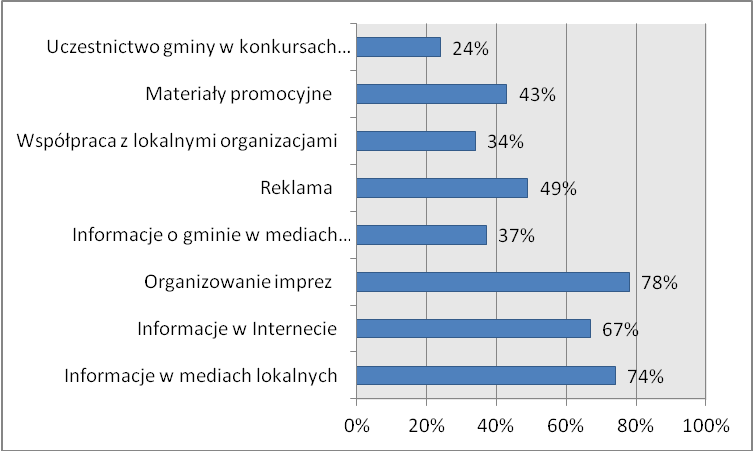 Uczestnictwo gminy w konkursach... 24%
Materiały promocyjne 43%
Współpraca z lokalnymi organizacjami 34%
Reklama 49%
Informacje o gminie w mediach... 37%
Organizowanie imprez 78%
Informacje w Internecie 67%
Informacje w mediach lokalnych 74%
0% 20% 40% 60% 80% 100%